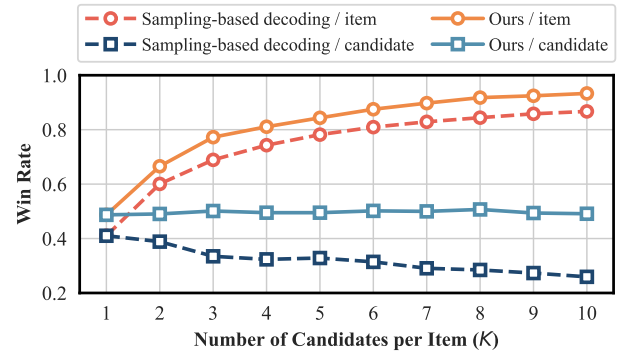 Sampling-based decoding / item
Ours / item
Sampling-based decoding / candidate
Ours / candidate
1.0
0.8
0.6
0.4
0.2
Win Rate
1 2 3 4 5 6 7 8 9 10
Number of Candidates per Item (K)